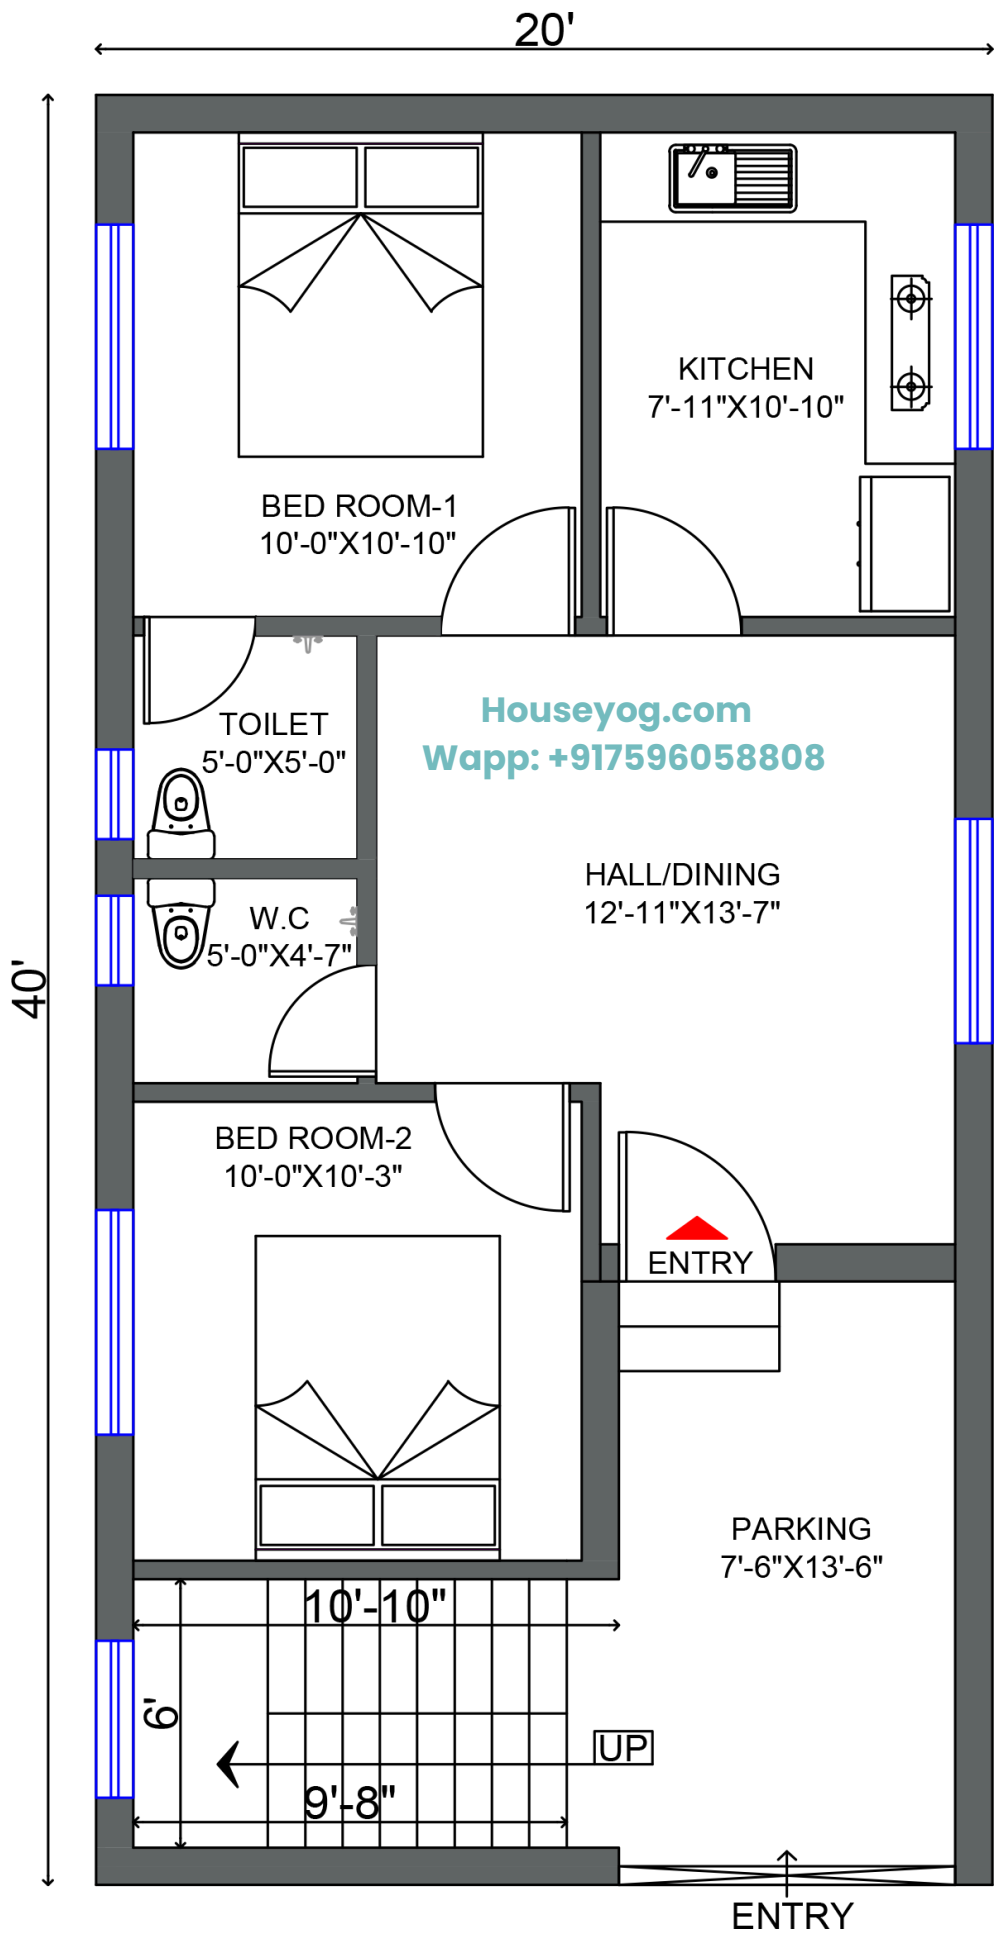 20'
40'
KITCHEN
7'-11"X10'-10"
BED ROOM-1
10'-0"X10'-10"
Houseyog.com
Wapp: +917596058808
TOILET
5'-0"X5'-0"
HALL/DINING
12'-11"X13'-7"
W.C
5'-0"X4'-7"
BED ROOM-2
10'-0"X10'-3"
ENTRY
PARKING
7'-6"X13'-6"
10'-10"
6'
UP
9'-8"
ENTRY